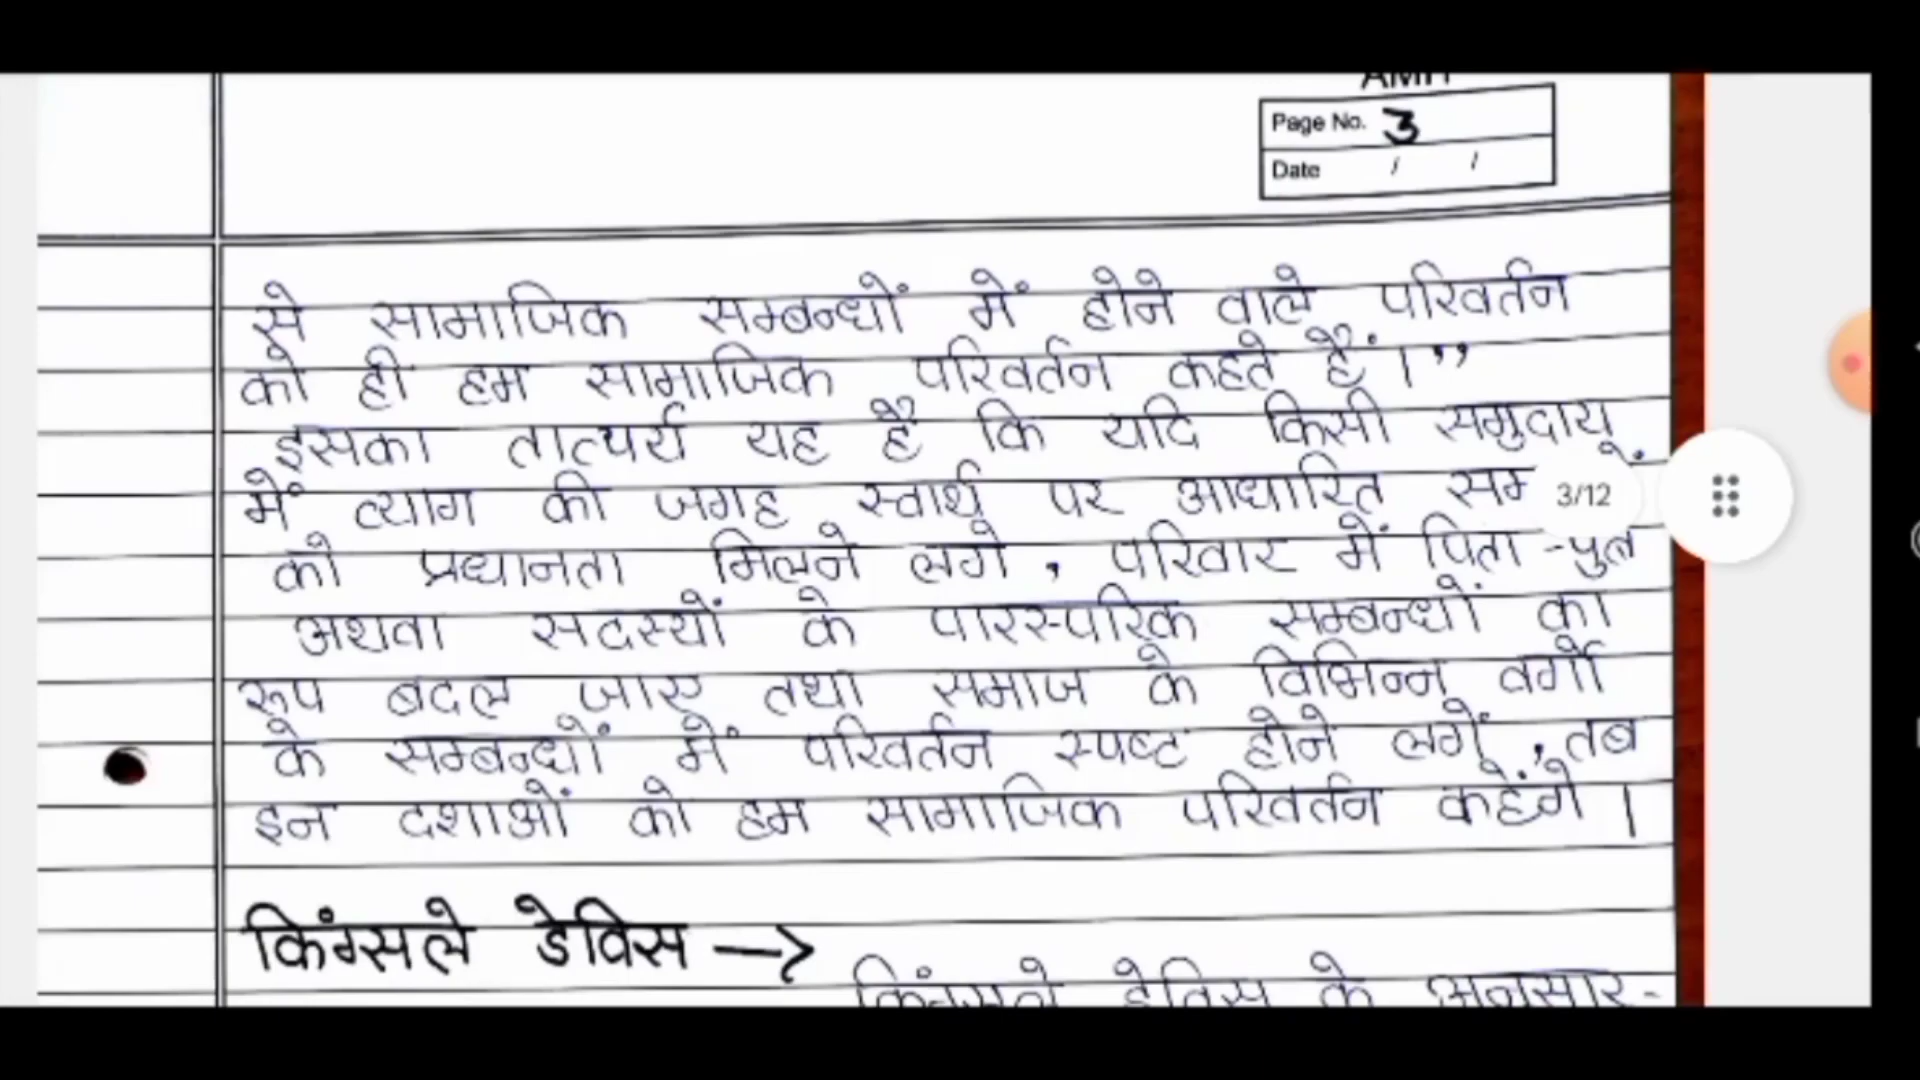 Page No. 3
Date / /
से सामाजिक सम्बन्धों में होने वाले परिवर्तन
को ही हम सामाजिक परिवर्तन कहते हैं।”
इसका तात्पर्य यह है कि यदि किसी समुदाय
में त्याग की जगह स्वार्थ पर आधारित
3/12
को प्रधानता मिलने लगे, परिवार में पिता-पुत्र
अथवा सदस्यों के पारस्परिक सम्बन्धों का
रूप बदल जाए तथा समाज के विभिन्न वर्गों
के सम्बन्धों में परिवर्तन स्पष्ट होने लगें, तब
इन दशाओं को हम सामाजिक परिवर्तन कहेंगे।
किंग्सले डेविस →
किंग्सले डेविस के अनुसार-